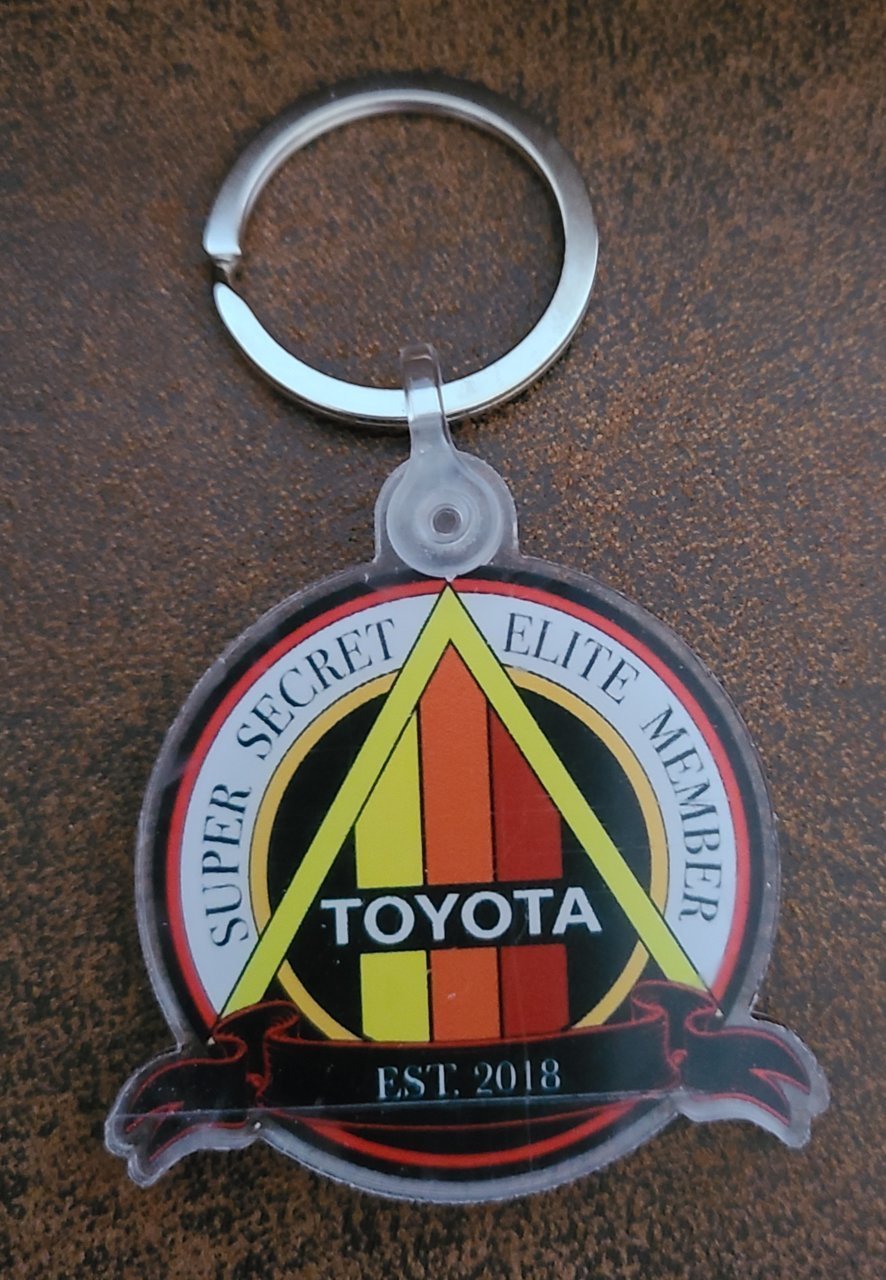 SUPER SECRET ELITE MEMBER
TOYOTA
EST. 2018